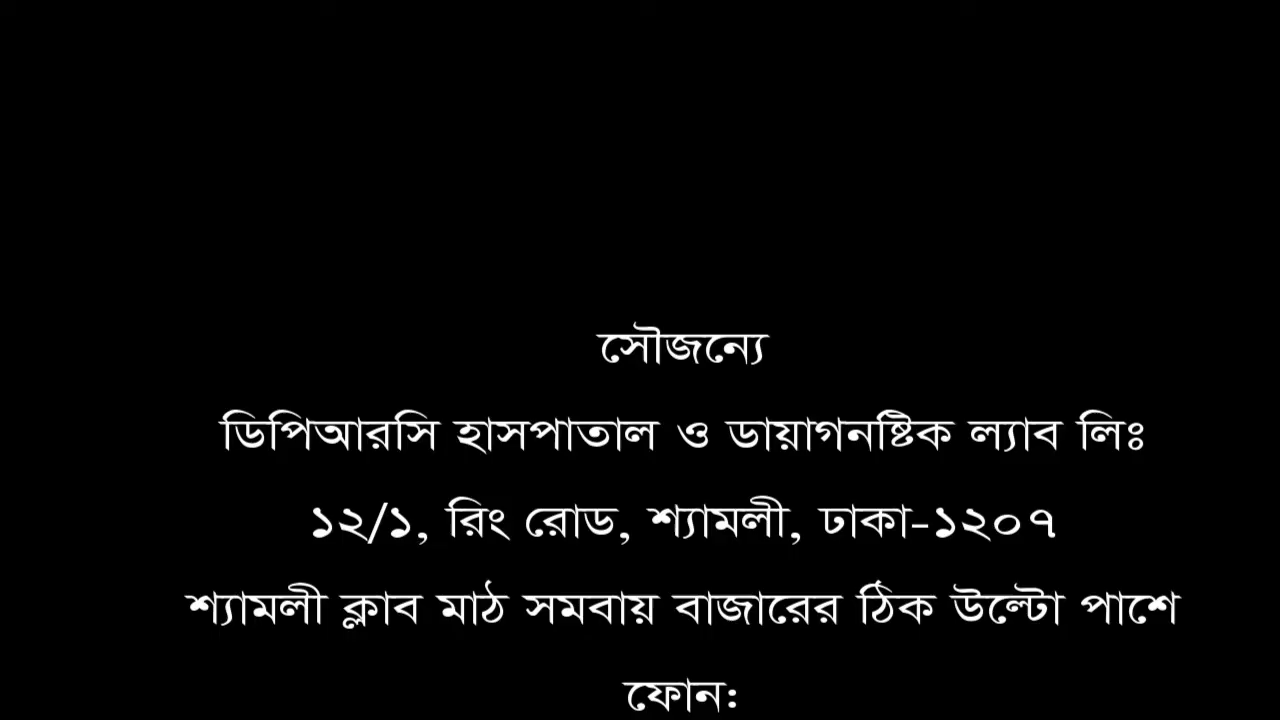 সৌজন্যে
ডিপিআরসি হাসপাতাল ও ডায়াগনষ্টিক ল্যাব লিঃ
১২/১, রিং রোড, শ্যামলী, ঢাকা-১২০৭
শ্যামলী ক্লাব মাঠ সমবায় বাজারের ঠিক উল্টো পাশে
ফোন: